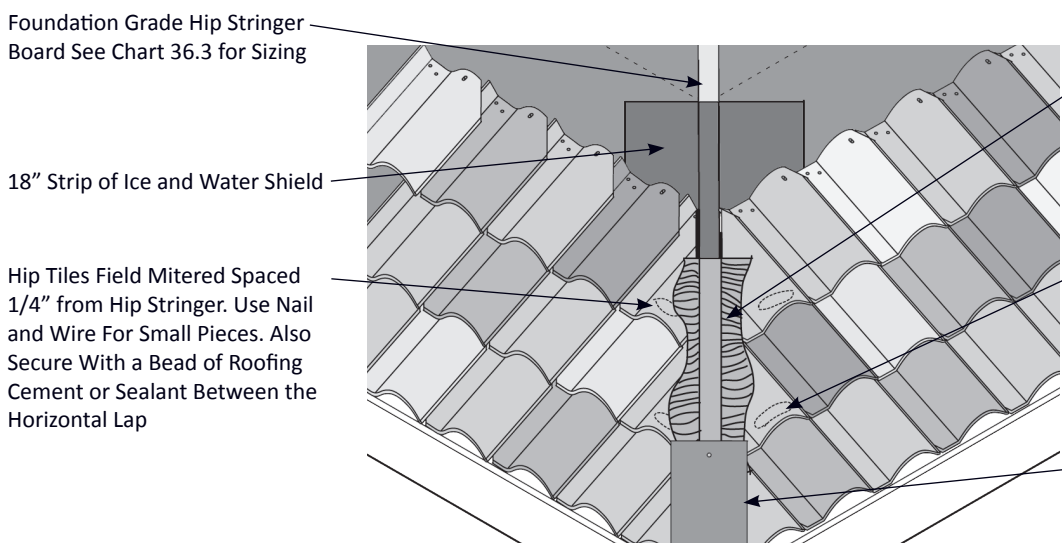 Foundation Grade Hip Stringer
Board See Chart 36.3 for Sizing
18” Strip of Ice and Water Shield
Hip Tiles Field Mitered Spaced
1/4” from Hip Stringer. Use Nail
and Wire For Small Pieces. Also
Secure With a Bead of Roofing
Cement or Sealant Between the
Horizontal Lap